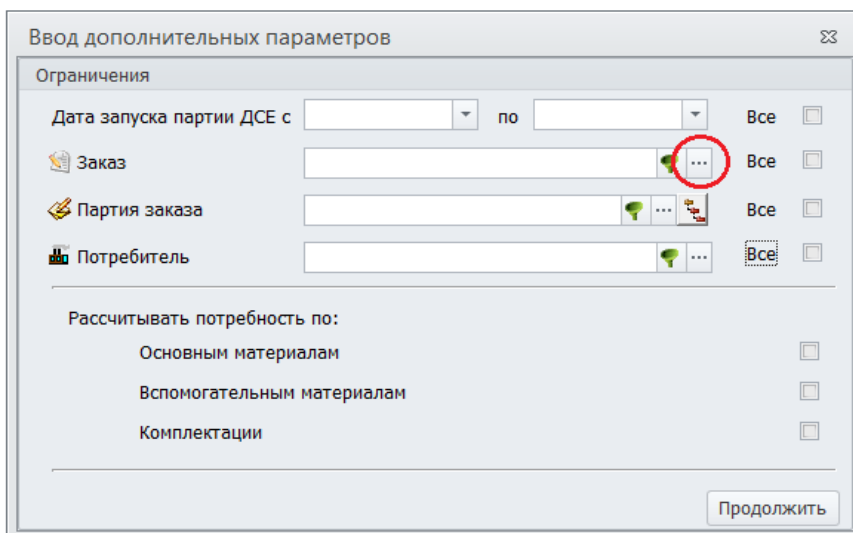 Ввод дополнительных параметров
Ограничения
Дата запуска партии ДСЕ с по Все
Заказ ... Все
Партия заказа ... Все
Потребитель ... Все
Рассчитывать потребность по:
Основным материалам
Вспомогательным материалам
Комплектации
Продолжить